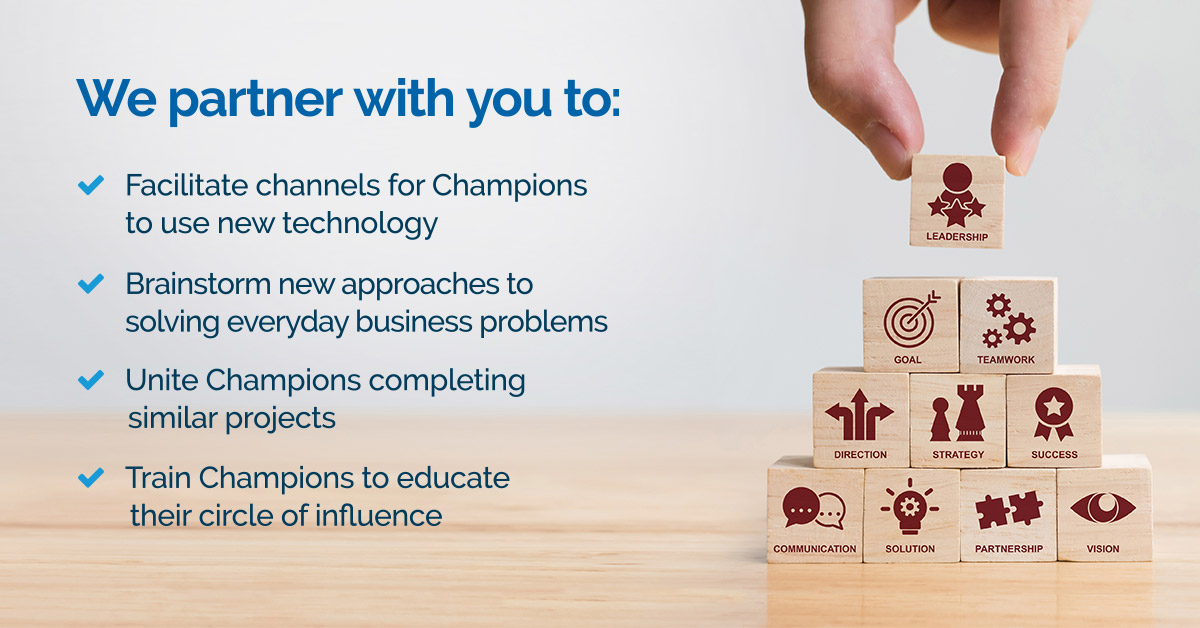 We partner with you to:
Facilitate channels for Champions
to use new technology
Brainstorm new approaches to
solving everyday business problems
Unite Champions completing
similar projects
Train Champions to educate
their circle of influence
LEADERSHIP
GOAL
TEAMWORK
DIRECTION
STRATEGY
SUCCESS
COMMUNICATION
SOLUTION
PARTNERSHIP
VISION